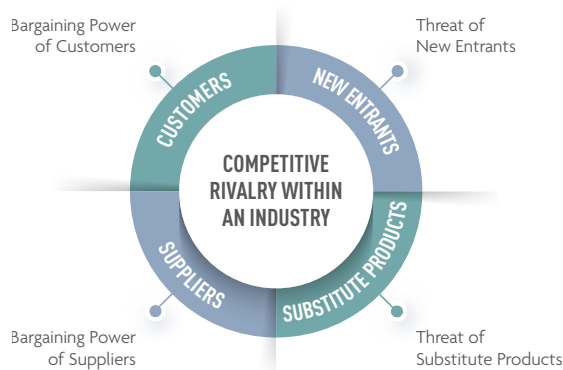 Bargaining Power
of Customers
Threat of
New Entrants
CUSTOMERS
NEW ENTRANTS
COMPETITIVE
RIVALRY WITHIN
AN INDUSTRY
SUPPLIERS
SUBSTITUTE PRODUCTS
Bargaining Power
of Suppliers
Threat of
Substitute Products